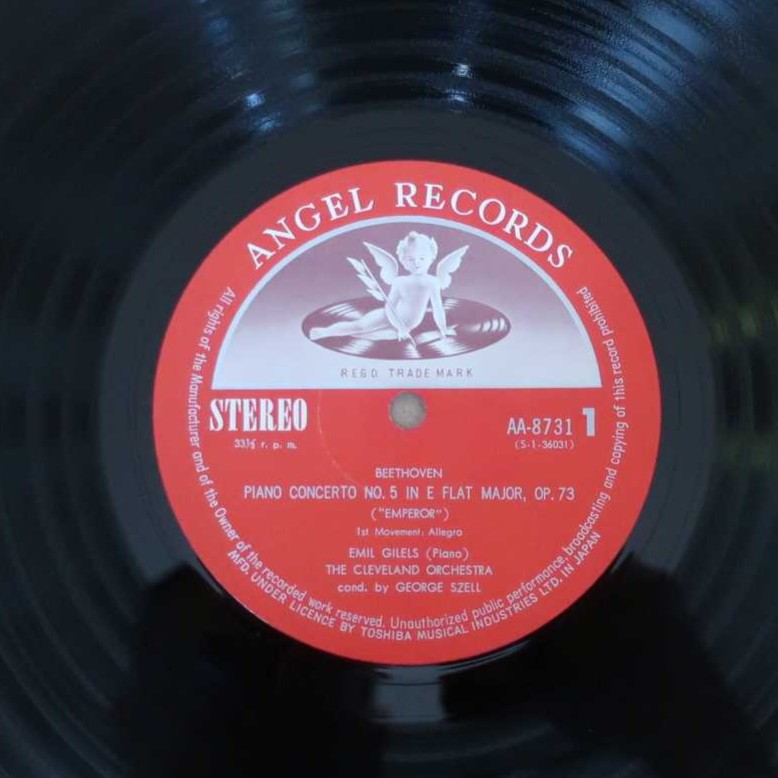 ANGEL RECORDS
REGD. TRADE MARK
STEREO
33⅓ r. p. m.
AA-8731 1
(S-1-36031)
BEETHOVEN
PIANO CONCERTO NO. 5 IN E FLAT MAJOR, OP. 73
("EMPEROR")
1st Movement: Allegro
EMIL GILELS (Piano)
THE CLEVELAND ORCHESTRA
cond. by GEORGE SZELL
All rights of the Manufacturer and of the Owner of the recorded work reserved. Unauthorized public performance, broadcasting and copying of this record prohibited
MFD. UNDER LICENCE BY TOSHIBA MUSICAL INDUSTRIES LTD. IN JAPAN